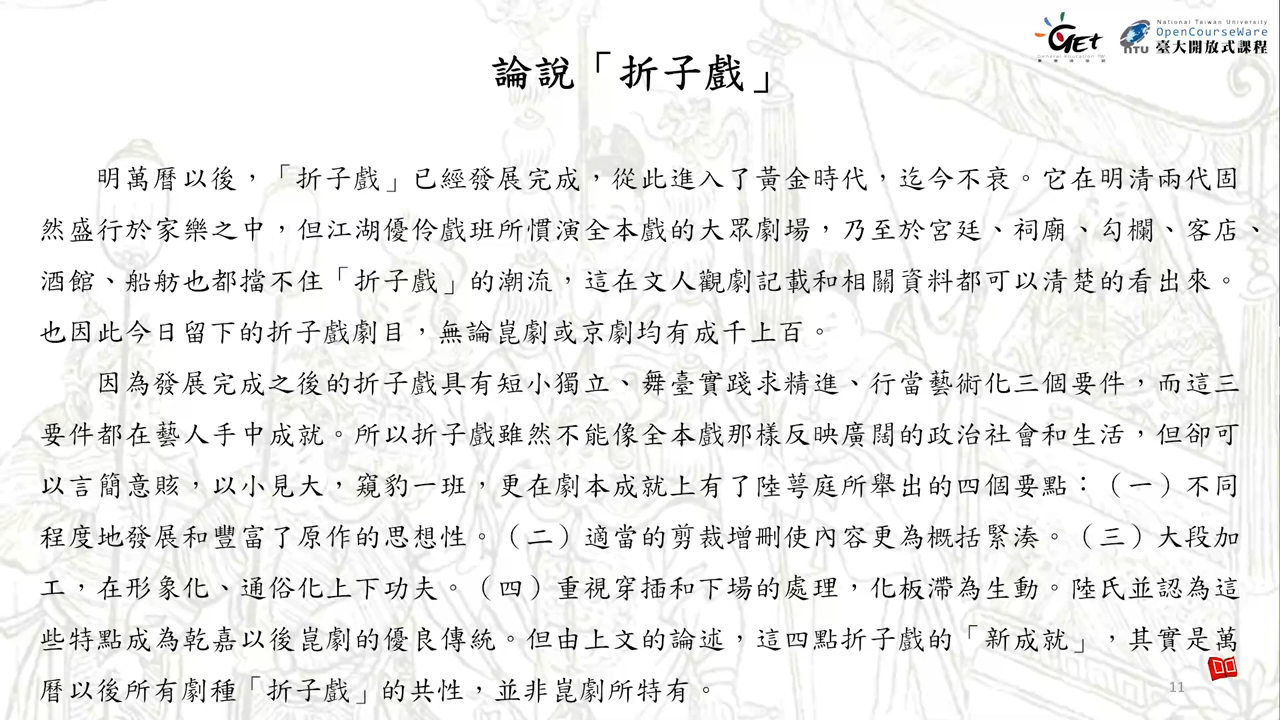 GET
General Education TW
National Taiwan University
OpenCourseWare
NTU 臺大開放式課程
論說「折子戲」
明萬曆以後，「折子戲」已經發展完成，從此進入了黃金時代，迄今不衰。它在明清兩代固
然盛行於家樂之中，但江湖優伶戲班所慣演全本戲的大眾劇場，乃至於宮廷、祠廟、勾欄、客店、
酒館、船舫也都擋不住「折子戲」的潮流，這在文人觀劇記載和相關資料都可以清楚的看出來。
也因此今日留下的折子戲劇目，無論崑劇或京劇均有成千上百。
因為發展完成之後的折子戲具有短小獨立、舞臺實踐求精進、行當藝術化三個要件，而這三
要件都在藝人手中成就。所以折子戲雖然不能像全本戲那樣反映廣闊的政治社會和生活，但卻可
以言簡意賅，以小見大，窺豹一班，更在劇本成就上有了陸萼庭所舉出的四個要點：（一）不同
程度地發展和豐富了原作的思想性。（二）適當的剪裁增刪使內容更為概括緊湊。（三）大段加
工，在形象化、通俗化上下功夫。（四）重視穿插和下場的處理，化板滯為生動。陸氏並認為這
些特點成為乾嘉以後崑劇的優良傳統。但由上文的論述，這四點折子戲的「新成就」，其實是萬
曆以後所有劇種「折子戲」的共性，並非崑劇所特有。
11